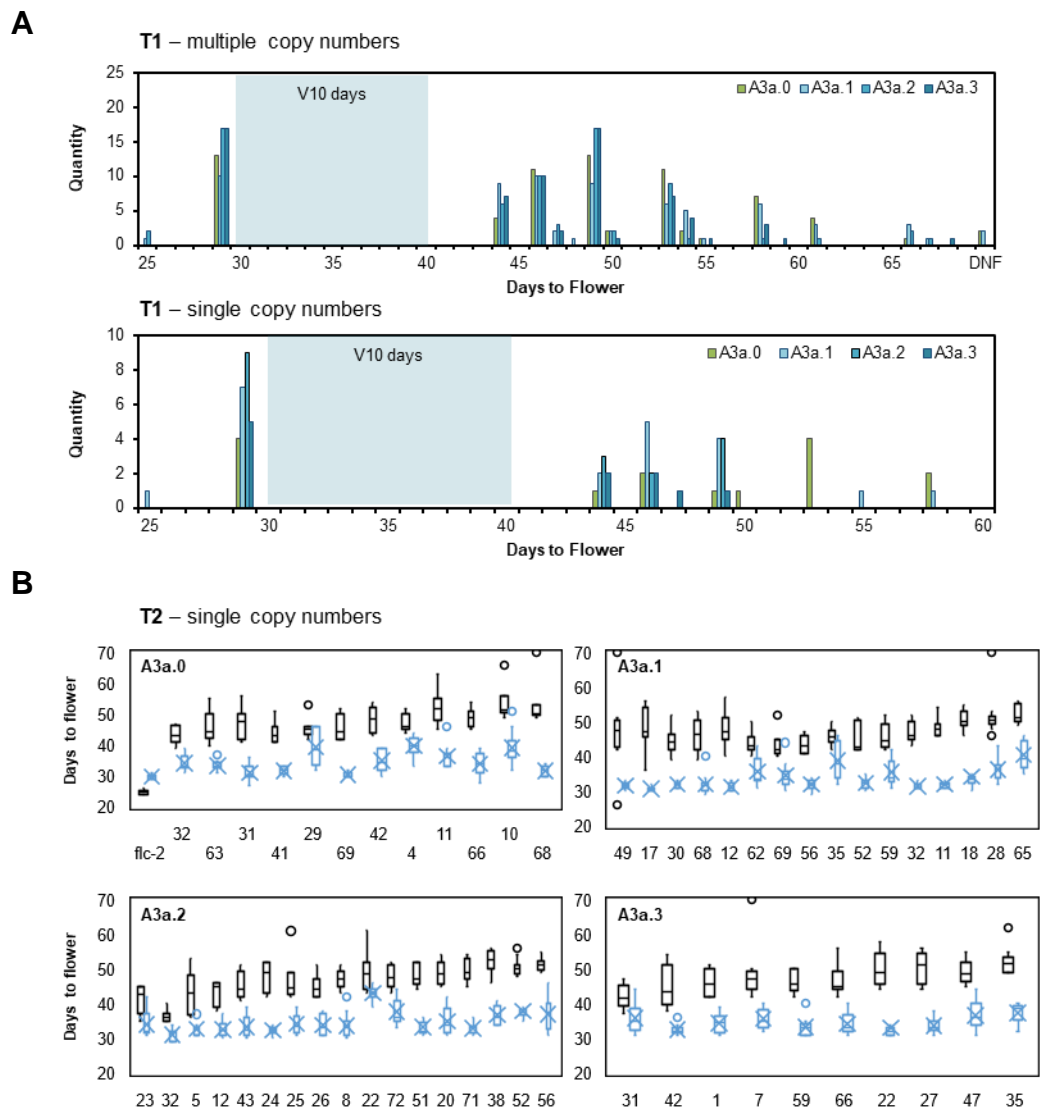 A
T1 – multiple copy numbers
25
20
15
10
5
0
Quantity
V10 days
A3a.0 A3a.1 A3a.2 A3a.3
25 30 35 40 45 50 55 60 65 DNF
Days to Flower
T1 – single copy numbers
10
8
6
4
2
0
Quantity
V10 days
A3a.0 A3a.1 A3a.2 A3a.3
25 30 35 40 45 50 55 60
Days to Flower
B
T2 – single copy numbers
70
60
50
40
30
20
Days to flower
A3a.0
32 31 29 42 11 10
flc-2 63 41 69 4 66 68
70
60
50
40
30
20
A3a.1
49 17 30 68 12 62 69 56 35 52 59 32 11 18 28 65
70
60
50
40
30
20
Days to flower
A3a.2
23 32 5 12 43 24 25 26 8 22 72 51 20 71 38 52 56
70
60
50
40
30
20
A3a.3
31 42 1 7 59 66 22 27 47 35